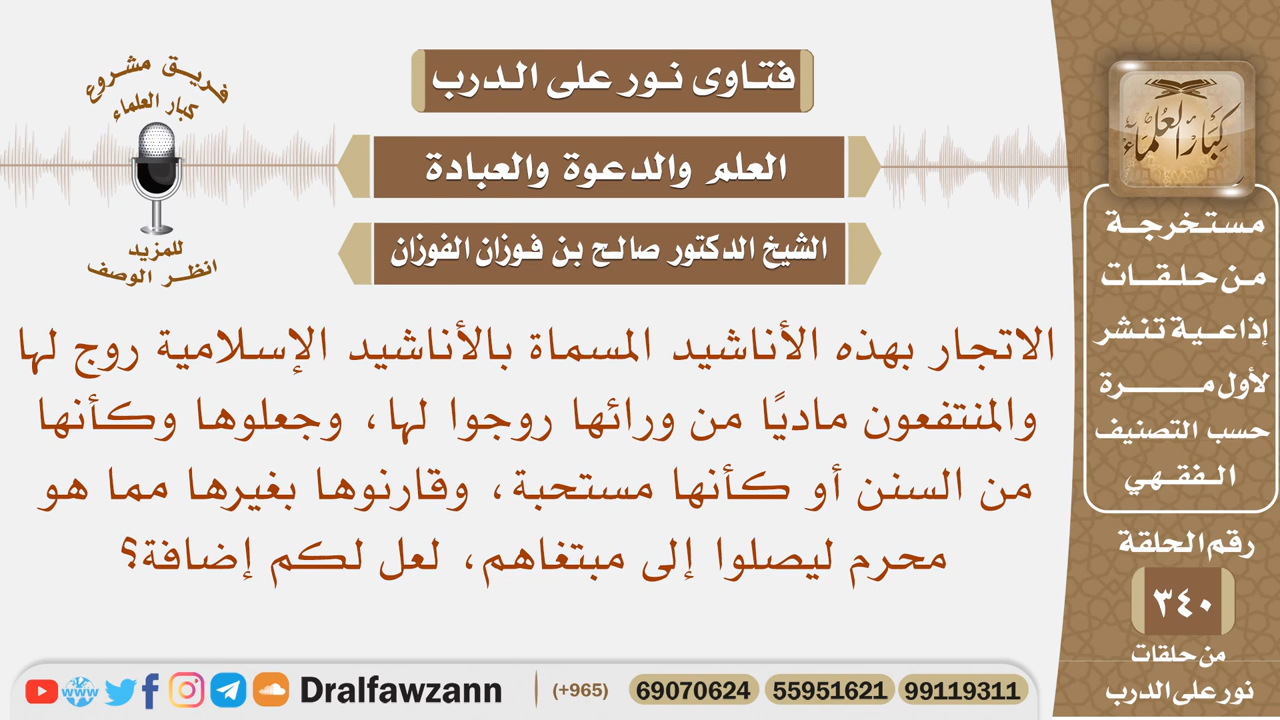 فتاوى نور على الدرب
العلم والدعوة والعبادة
الشيخ الدكتور صالح بن فوزان الفوزان
فريق مشروع
كبار العلماء
للمزيد
انظر الوصف
كبار العلماء
مستخرجة
من حلقات
إذاعية تنشر
لأول مرة
حسب التصنيف
الفقهي
رقم الحلقة
٣٤٠
من حلقات
نور على الدرب
الاتجار بهذه الأناشيد المسماة بالأناشيد الإسلامية روج لها
والمنتفعون ماديًا من ورائها روجوا لها، وجعلوها وكأنها
من السنن أو كأنها مستحبة، وقارنوها بغيرها مما هو
محرم ليصلوا إلى مبتغاهم، لعل لكم إضافة؟
www Dralfawzann (+965) 69070624 55951621 99119311